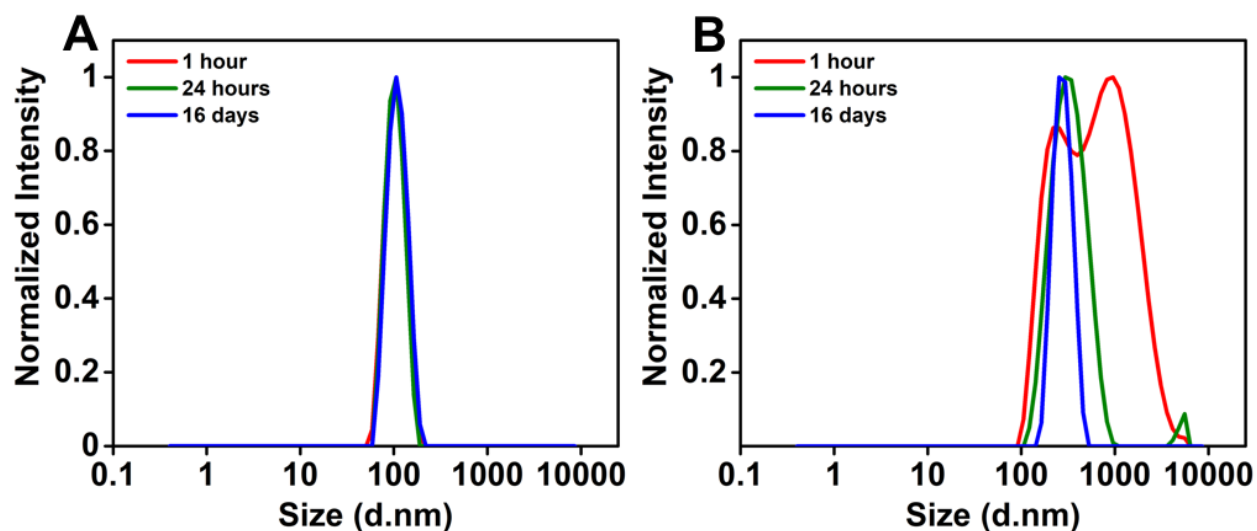 A
1 hour
24 hours
16 days
Normalized Intensity
1
0.8
0.6
0.4
0.2
0
0.1 1 10 100 1000 10000
Size (d.nm)
B
1 hour
24 hours
16 days
Normalized Intensity
1
0.8
0.6
0.4
0.2
0
0.1 1 10 100 1000 10000
Size (d.nm)